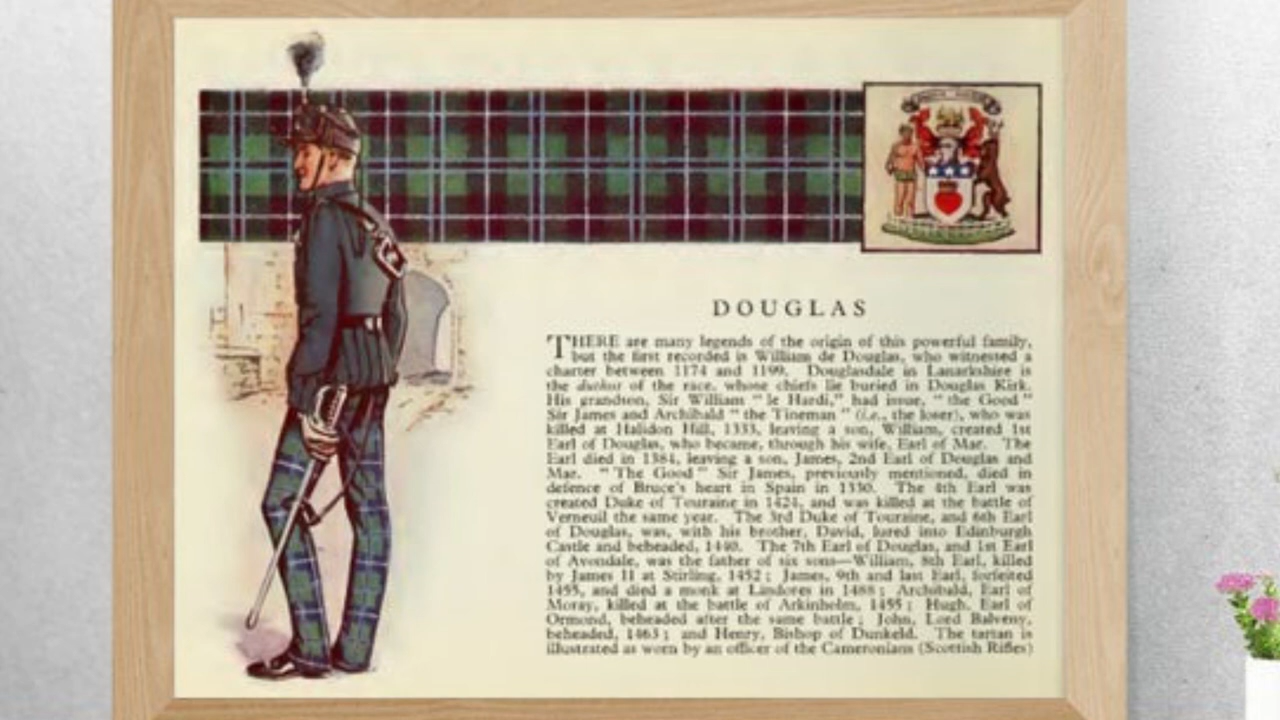 DOUGLAS
THERE are many legends of the origin of this powerful family,
but the first recorded is William de Douglas, who witnessed a
charter between 1174 and 1199. Douglasdale in Lanarkshire is
the duthus of the race, whose chiefs lie buried in Douglas Kirk.
His grandson, Sir William " le Hardi," had issue, " the Good "
Sir James and Archibald " the Tineman " (i.e., the loser), who was
killed at Halidon Hill, 1333, leaving a son, William, created 1st
Earl of Douglas, who became, through his wife, Earl of Mar. The
Earl died in 1384, leaving a son, James, 2nd Earl of Douglas and
Mar. " The Good " Sir James, previously mentioned, died in
defence of Bruce's heart in Spain in 1330. The 4th Earl was
created Duke of Touraine in 1424, and was killed at the battle of
Verneuil the same year. The 3rd Duke of Touraine, and 6th Earl
of Douglas, was, with his brother, David, lured into Edinburgh
Castle and beheaded, 1440. The 7th Earl of Douglas, and 1st Earl
of Avondale, was the father of six sons—William, 8th Earl, killed
by James II at Stirling, 1452 ; James, 9th and last Earl, forfeited
1455, and died a monk at Lindores in 1488 ; Archibald, Earl of
Moray, killed at the battle of Arkinholm, 1455 ; Hugh, Earl of
Ormond, beheaded after the same battle ; John, Lord Balveny,
beheaded, 1463 ; and Henry, Bishop of Dunkeld. The tartan is
illustrated as worn by an officer of the Cameronians (Scottish Rifles)